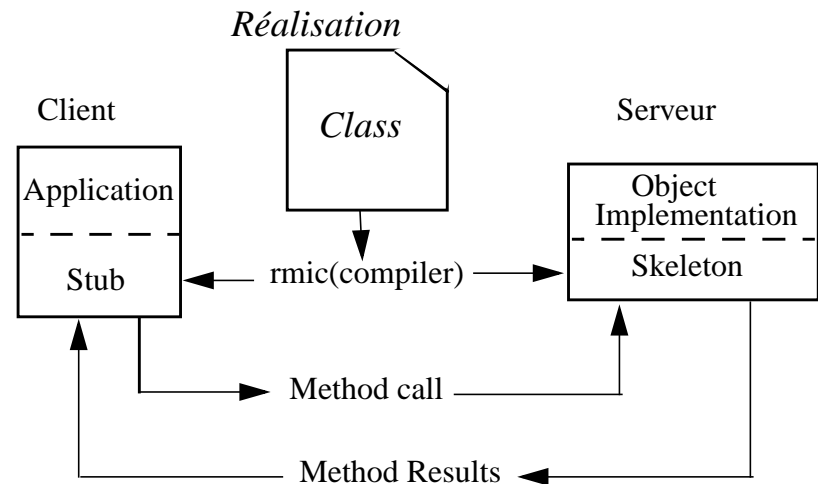 Réalisation
Client
Class
Serveur
Application
Object
Implementation
Stub
rmic(compiler)
Skeleton
Method call
Method Results